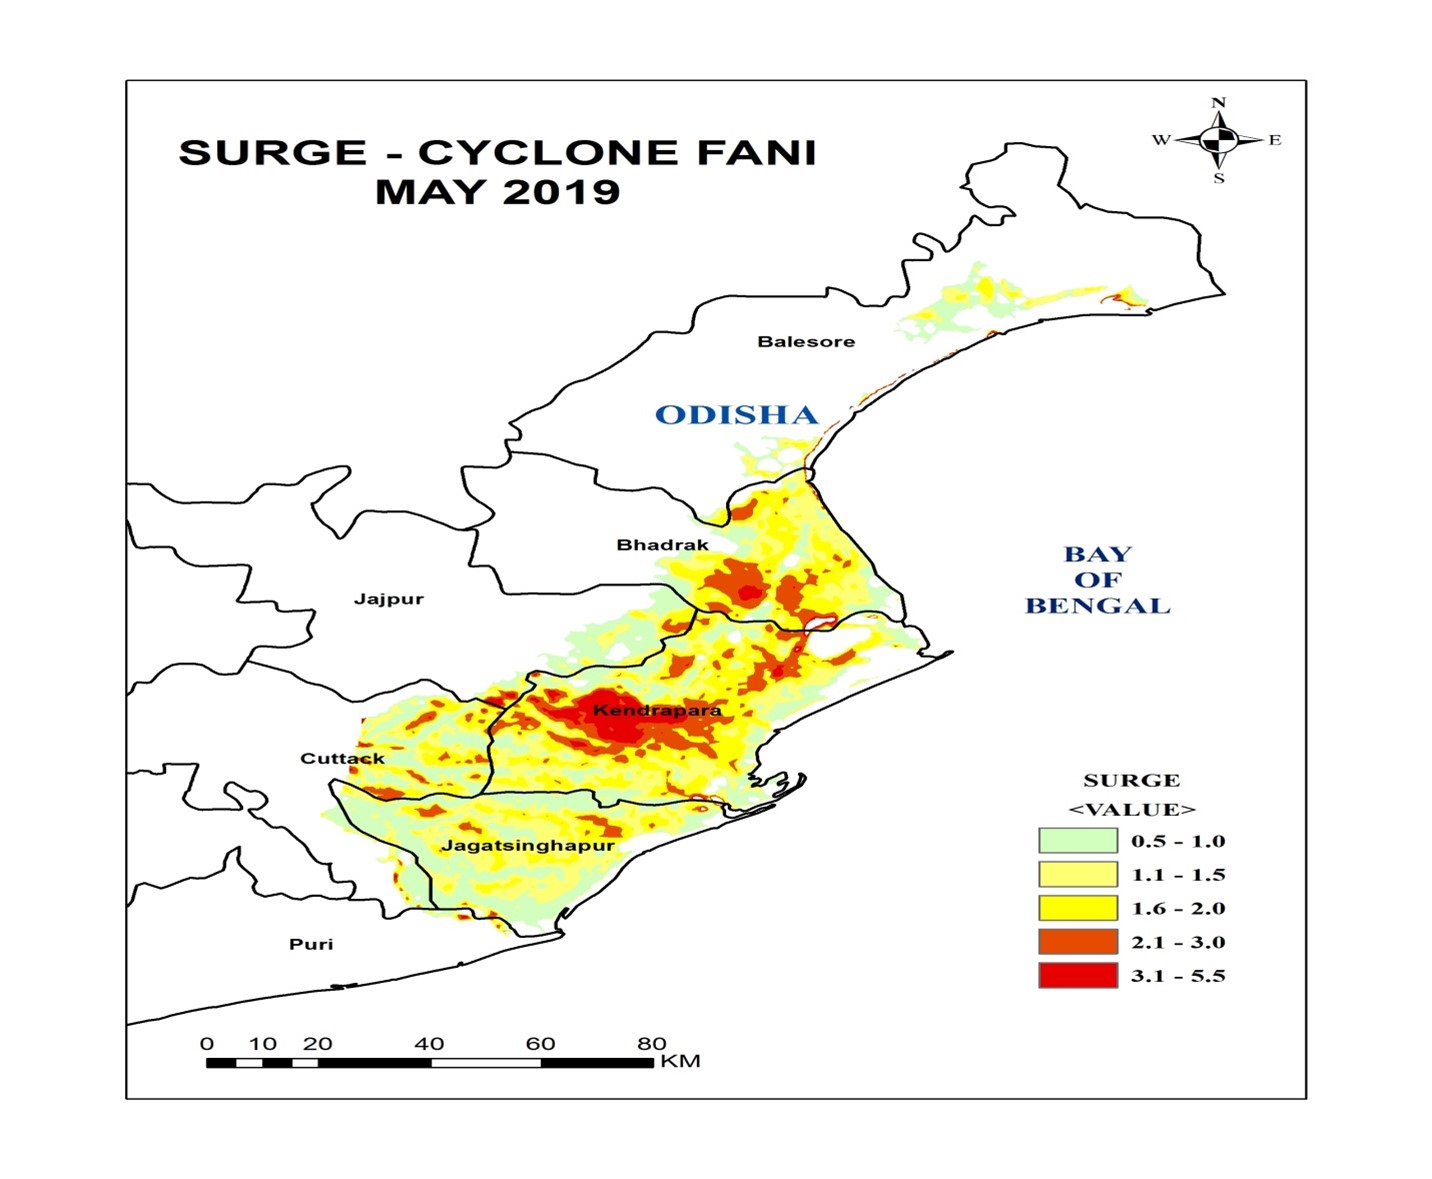 SURGE - CYCLONE FANI
MAY 2019
N
W E
S
Balesore
ODISHA
Bhadrak
BAY
OF
BENGAL
Jajpur
Kendrapara
Cuttack
Jagatsinghapur
Puri
SURGE
<VALUE>
0.5 - 1.0
1.1 - 1.5
1.6 - 2.0
2.1 - 3.0
3.1 - 5.5
0 10 20 40 60 80
KM